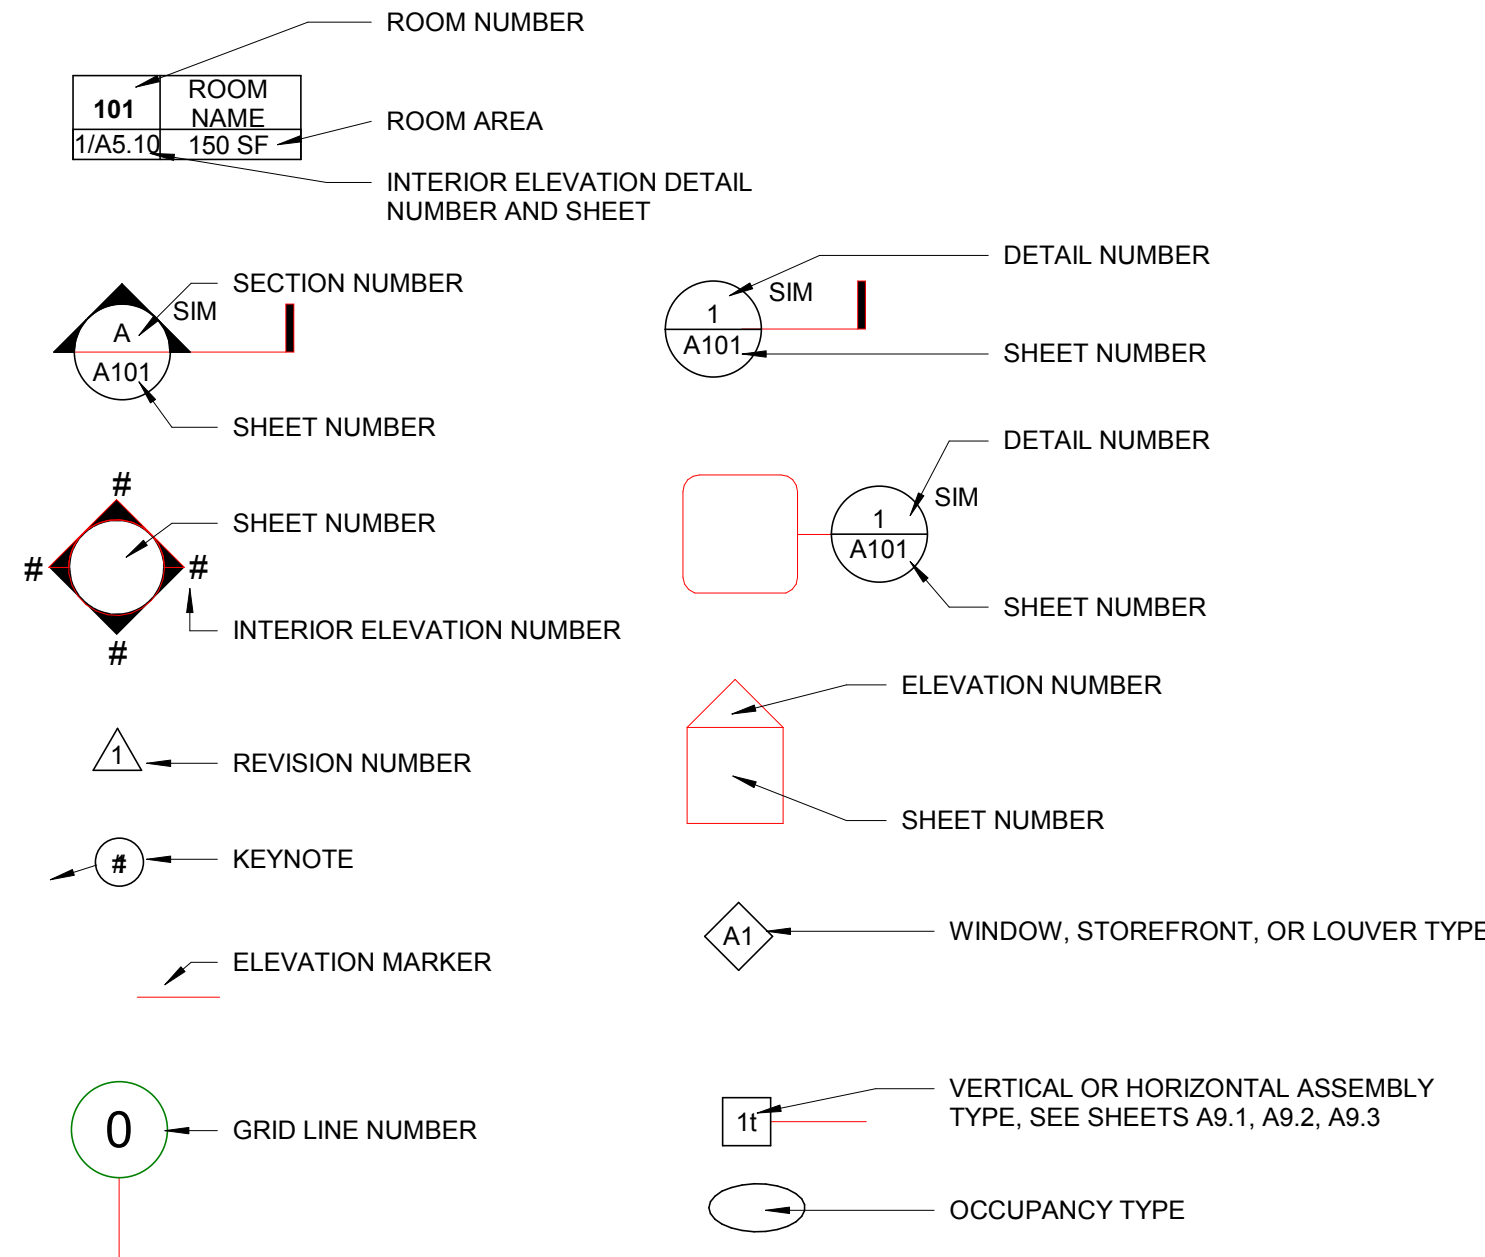 ROOM NUMBER
101
ROOM
NAME
1/A5.10
150 SF
ROOM AREA
INTERIOR ELEVATION DETAIL
NUMBER AND SHEET
SECTION NUMBER
SIM
A
A101
SHEET NUMBER
DETAIL NUMBER
SIM
1
A101
SHEET NUMBER
#
#
#
#
SHEET NUMBER
INTERIOR ELEVATION NUMBER
DETAIL NUMBER
SIM
1
A101
SHEET NUMBER
ELEVATION NUMBER
SHEET NUMBER
1
REVISION NUMBER
#
KEYNOTE
ELEVATION MARKER
A1
WINDOW, STOREFRONT, OR LOUVER TYPE
0
GRID LINE NUMBER
1t
VERTICAL OR HORIZONTAL ASSEMBLY
TYPE, SEE SHEETS A9.1, A9.2, A9.3
OCCUPANCY TYPE